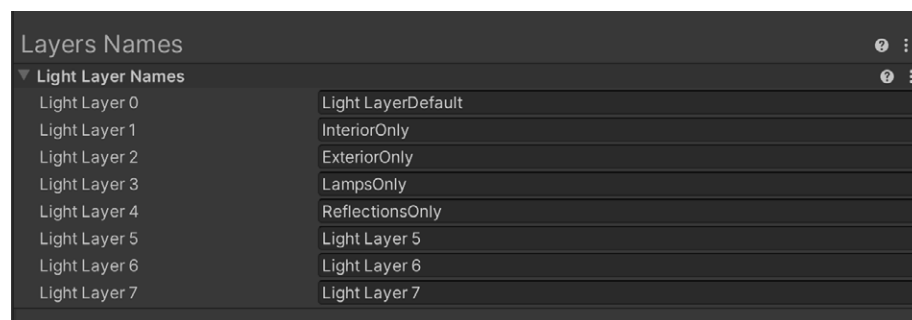 Layers Names
Light Layer Names
Light Layer 0 Light LayerDefault
Light Layer 1 InteriorOnly
Light Layer 2 ExteriorOnly
Light Layer 3 LampsOnly
Light Layer 4 ReflectionsOnly
Light Layer 5 Light Layer 5
Light Layer 6 Light Layer 6
Light Layer 7 Light Layer 7